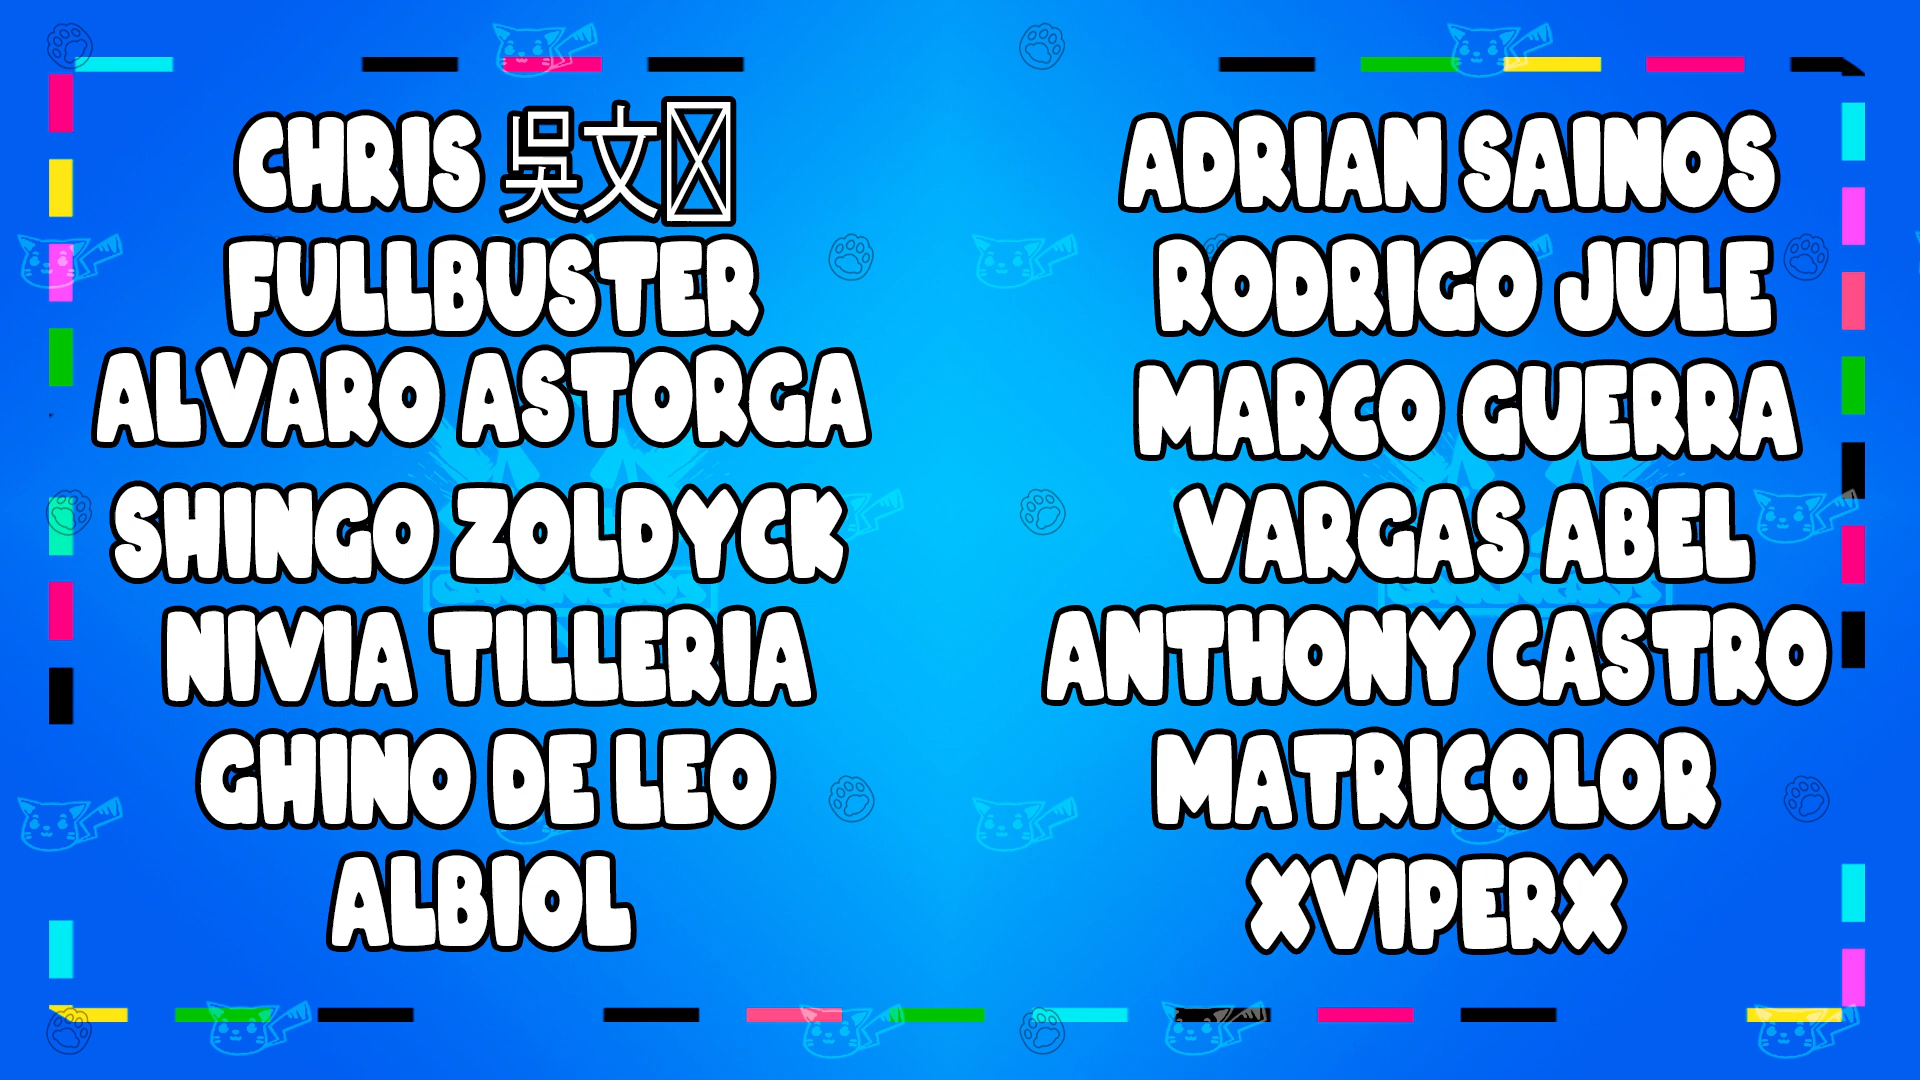 CHRIS 吳文
FULLBUSTER
ALVARO ASTORGA
SHINGO ZOLDYCK
NIVIA TILLERIA
GHINO DE LEO
ALBIOL
ADRIAN SAINOS
RODRIGO JULE
MARCO GUERRA
VARGAS ABEL
ANTHONY CASTRO
MATRICOLOR
XVIPERX